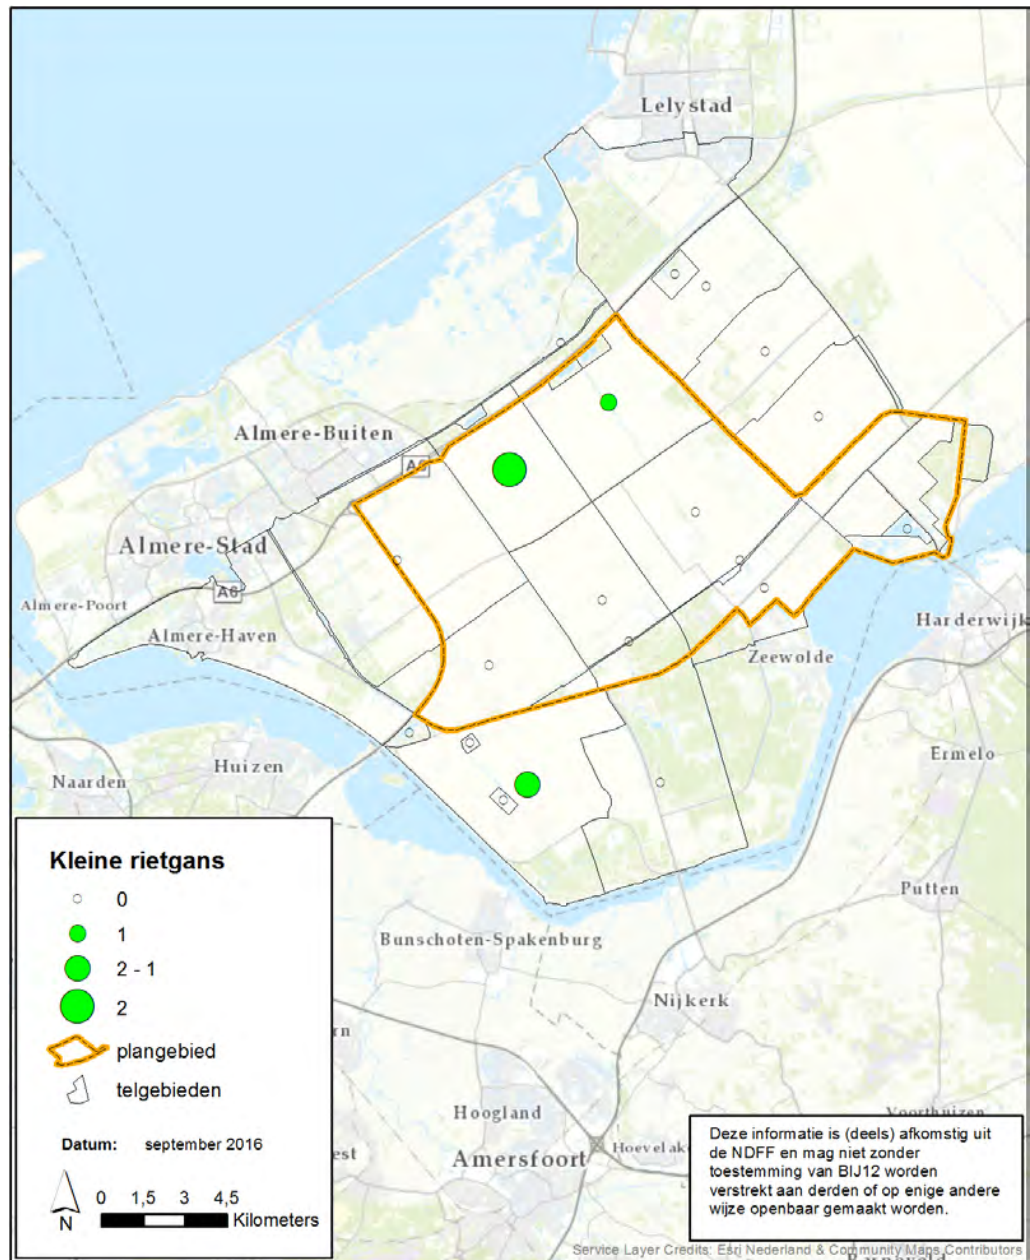 Lelystad
Almere-Buiten
A6
Almere-Stad
A6
Almere-Poort
Almere-Haven
Harderwijk
Zeewolde
Naarden
Huizen
Ermelo
Putten
Bunschoten-Spakenburg
Nijkerk
Hoogland
Amersfoort
Hoevelak
Voorthuizen
rn
est
Kleine rietgans
0
1
2 - 1
2
plangebied
telgebieden
Datum: september 2016
N
0 1,5 3 4,5
Kilometers
Deze informatie is (deels) afkomstig uit
de NDFF en mag niet zonder
toestemming van BIJ12 worden
verstrekt aan derden of op enige andere
wijze openbaar gemaakt worden.
Service Layer Credits: Esri Nederland & Community Maps Contributors